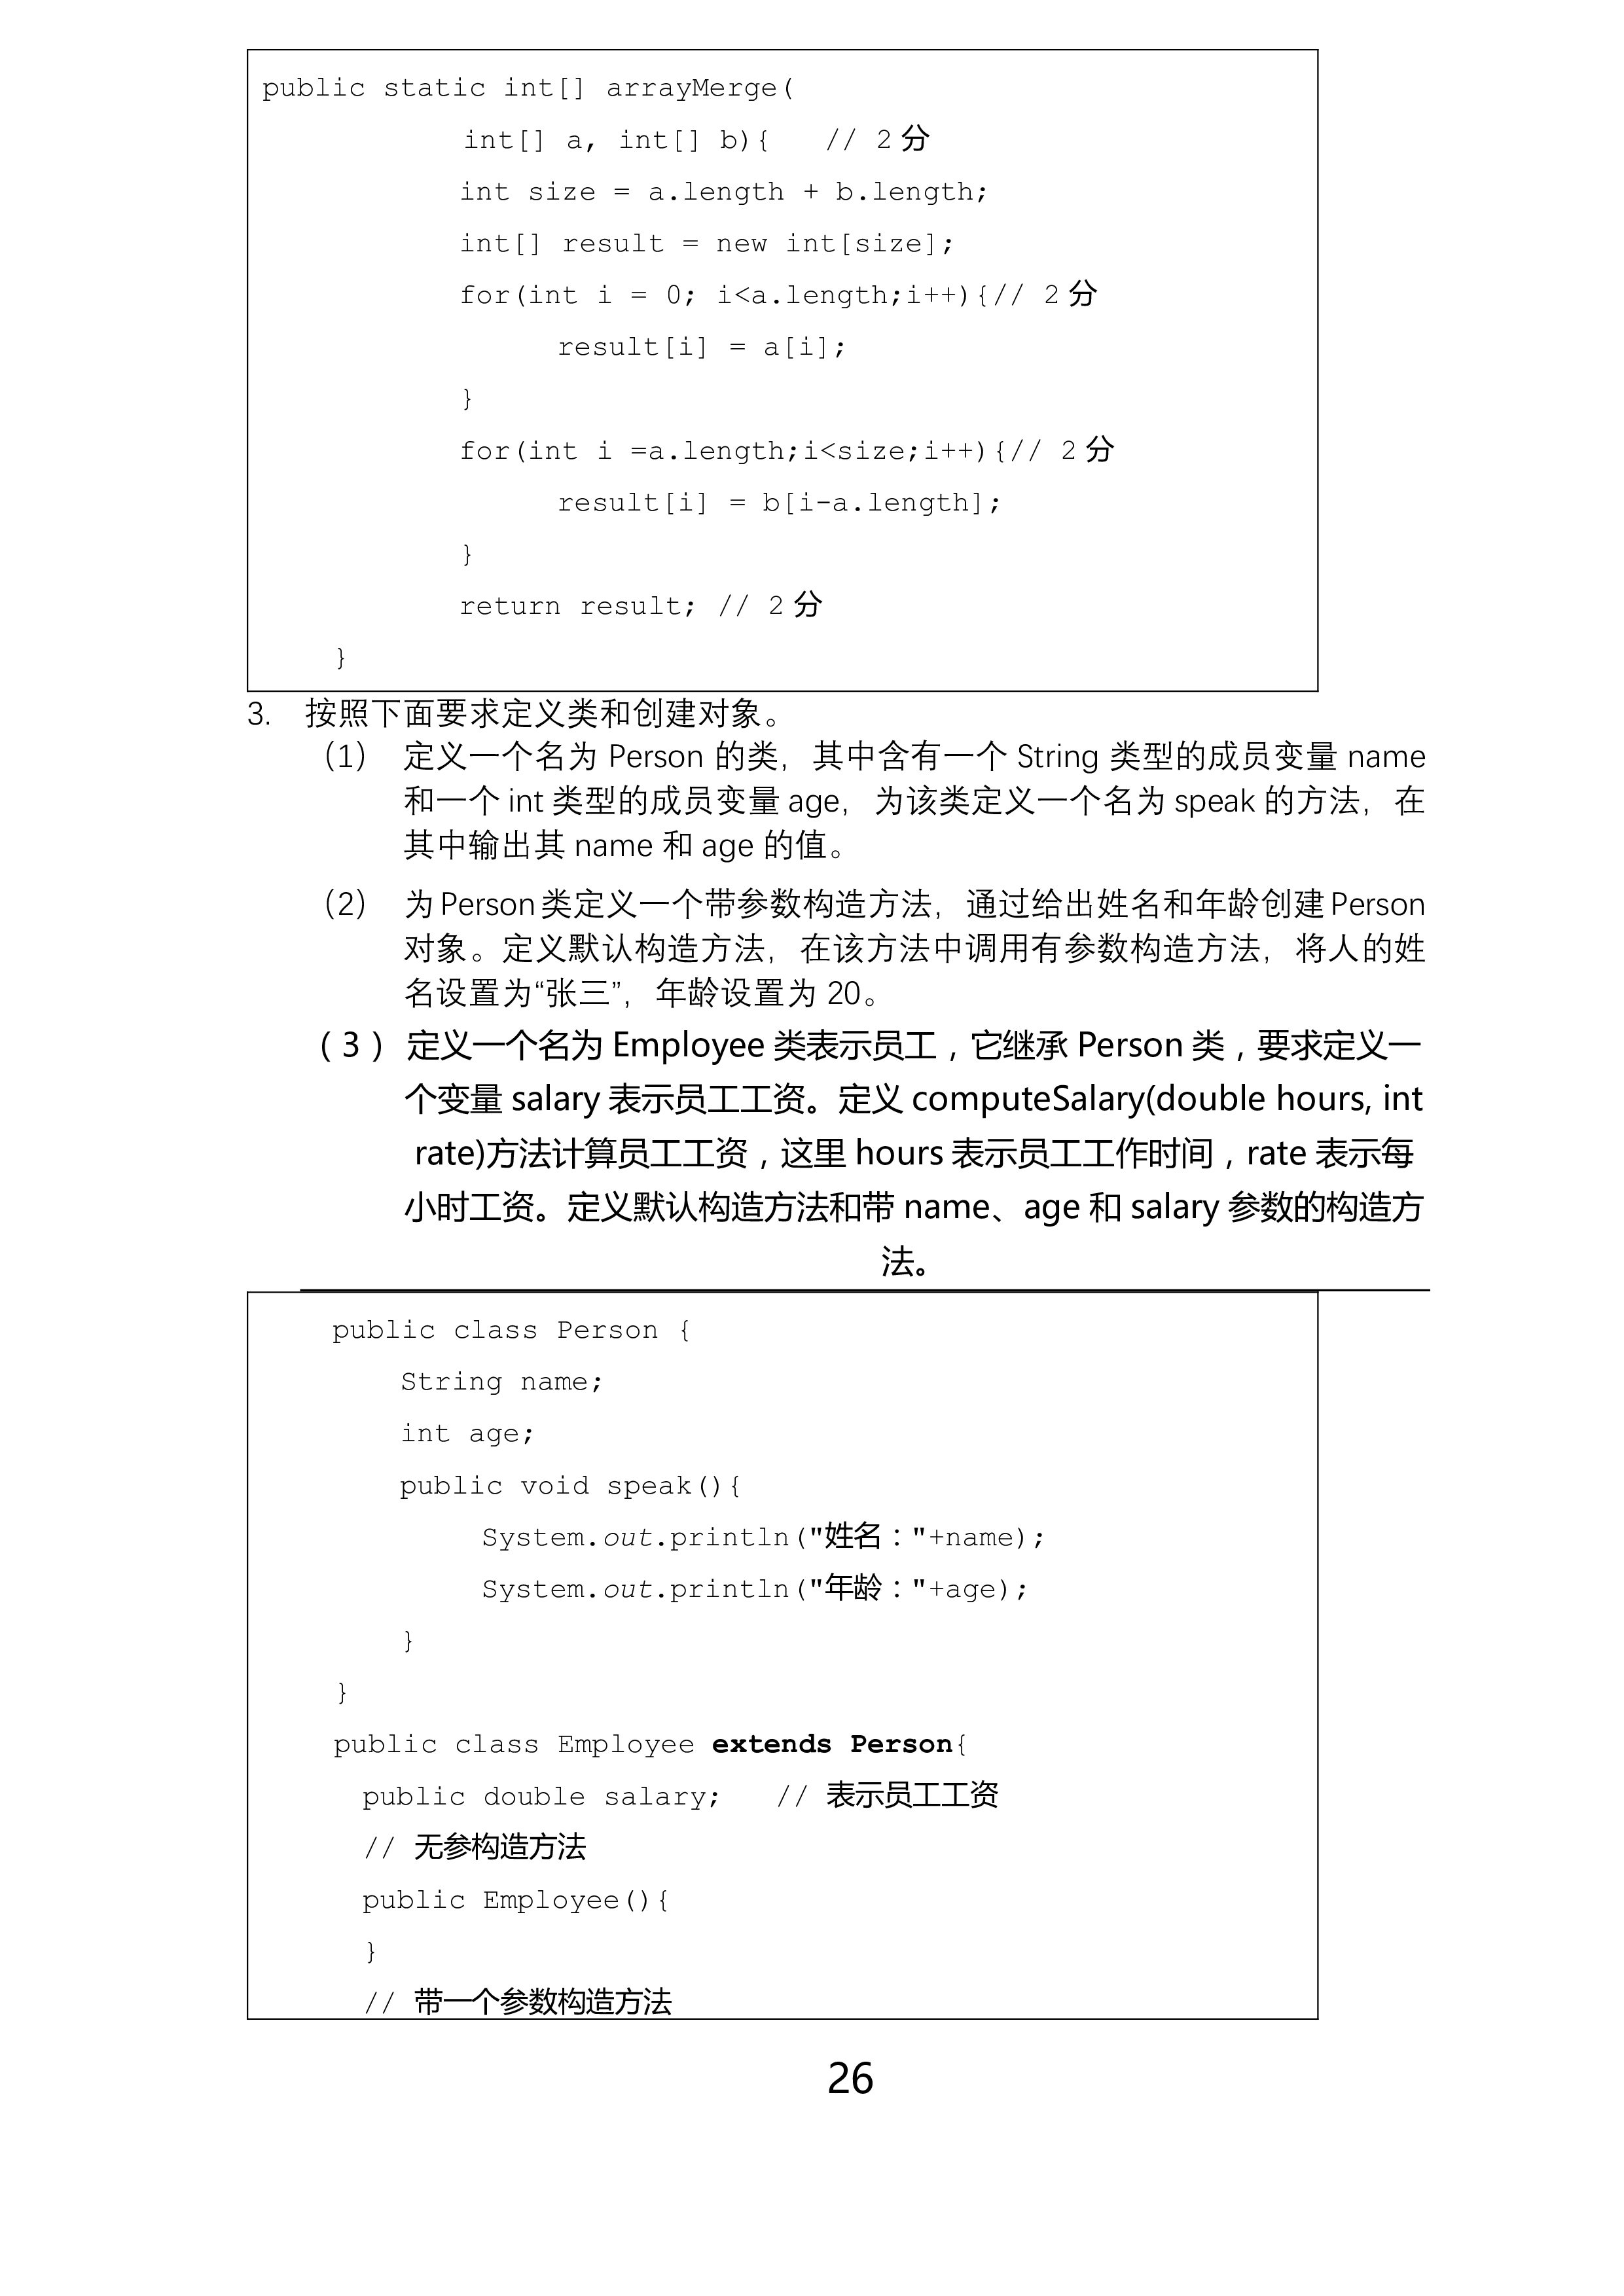 public static int[] arrayMerge(
int[] a, int[] b){ // 2 分
int size = a.length + b.length;
int[] result = new int[size];
for(int i = 0; i<a.length;i++){// 2 分
result[i] = a[i];
}
for(int i =a.length;i<size;i++){// 2 分
result[i] = b[i-a.length];
}
return result; // 2 分
}
3. 按照下面要求定义类和创建对象。
（1） 定义一个名为 Person 的类，其中含有一个 String 类型的成员变量 name
和一个 int 类型的成员变量 age，为该类定义一个名为 speak 的方法，在
其中输出其 name 和 age 的值。
（2） 为 Person 类定义一个带参数构造方法，通过给出姓名和年龄创建 Person
对象。定义默认构造方法，在该方法中调用有参数构造方法，将人的姓
名设置为“张三”，年龄设置为 20。
（3） 定义一个名为 Employee 类表示员工，它继承 Person 类，要求定义一
个变量 salary 表示员工工资。定义 computeSalary(double hours, int
rate)方法计算员工工资，这里 hours 表示员工工作时间，rate 表示每
小时工资。定义默认构造方法和带 name、age 和 salary 参数的构造方
法。
public class Person {
String name;
int age;
public void speak(){
System.out.println("姓名："+name);
System.out.println("年龄："+age);
}
}
public class Employee extends Person{
public double salary; // 表示员工工资
// 无参构造方法
public Employee(){
}
// 带一个参数构造方法
26